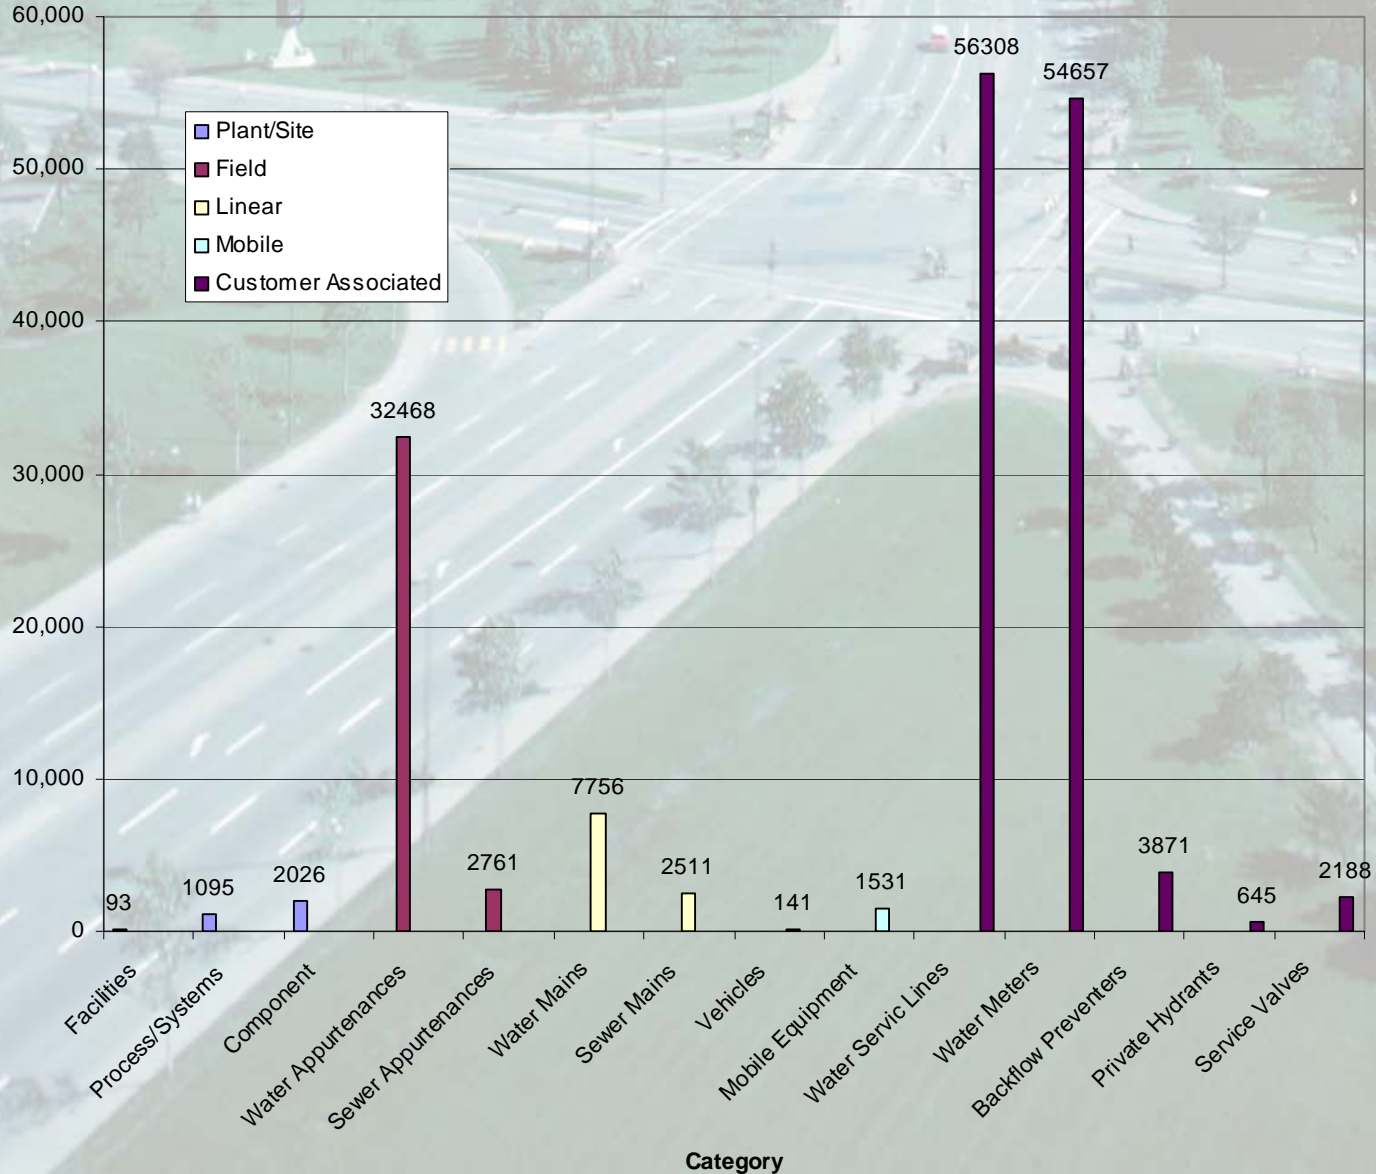 60,000
50,000
40,000
30,000
20,000
10,000
0
Plant/Site
Field
Linear
Mobile
Customer Associated
93
1095
2026
32468
2761
7756
2511
141
1531
56308
54657
3871
645
2188
Facilities
Process/Systems
Component
Water Appurtenances
Sewer Appurtenances
Water Mains
Sewer Mains
Vehicles
Mobile Equipment
Water Servic Lines
Water Meters
Backflow Preventers
Private Hydrants
Service Valves
Category